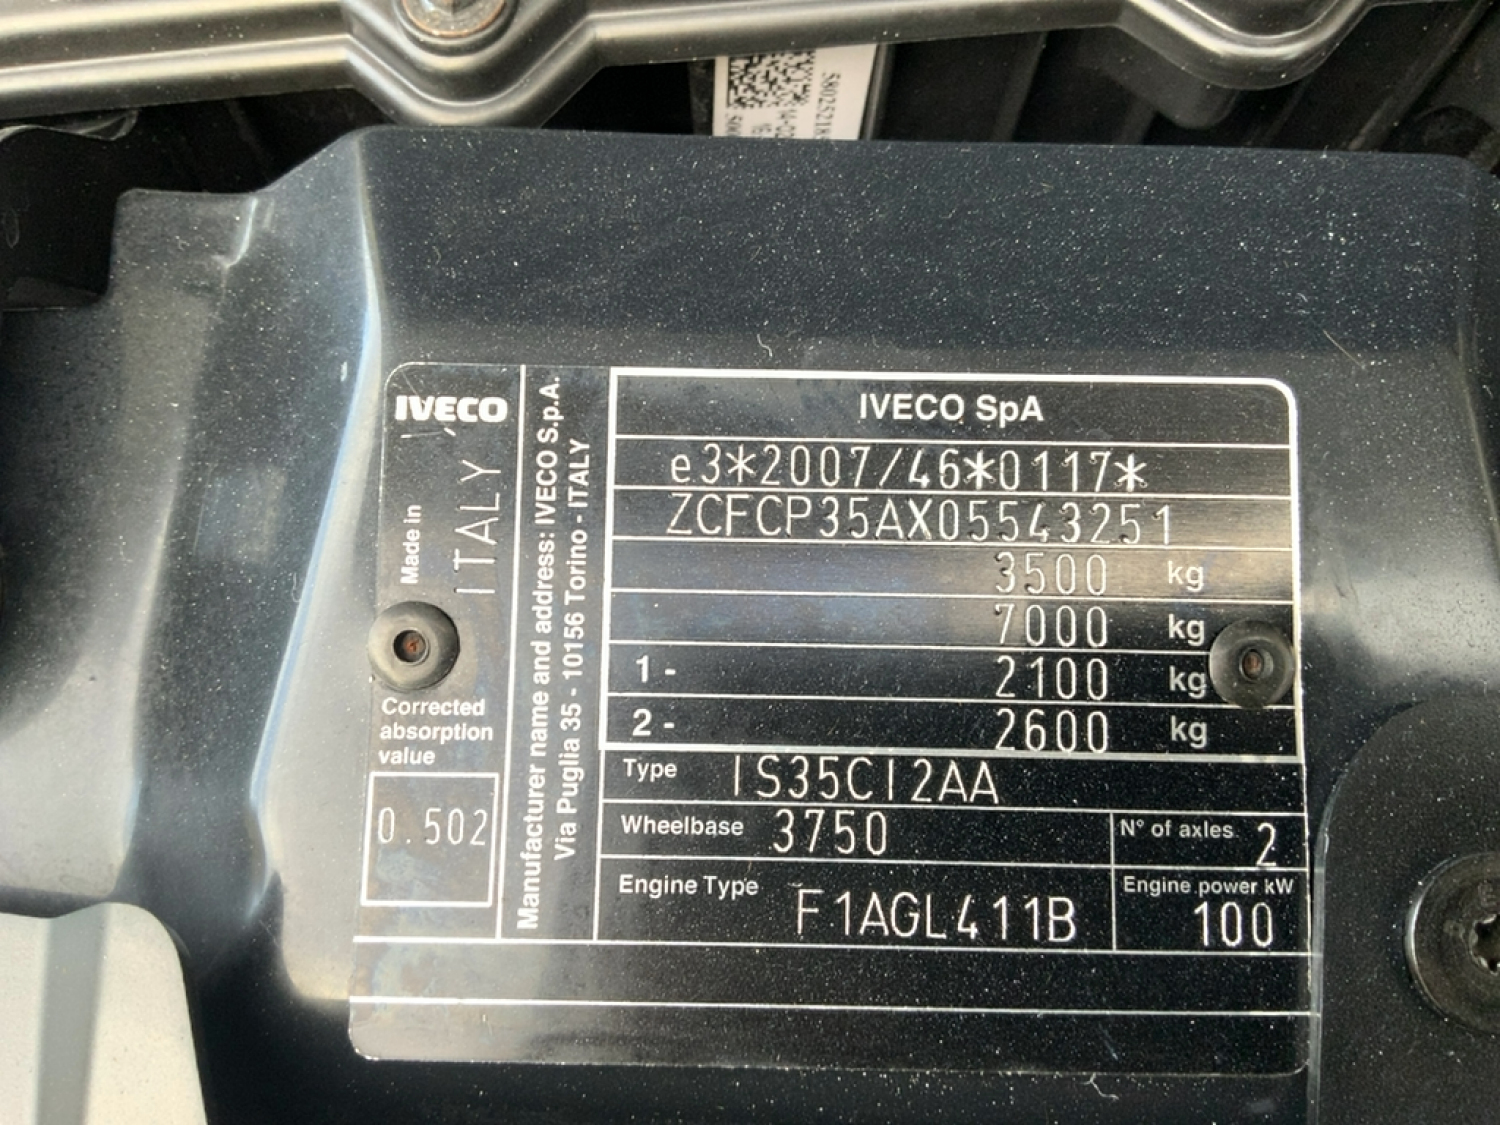 5802521
IVECO
Made in ITALY
Corrected
absorption
value
0.502
Manufacturer name and address: IVECO S.p.A.
Via Puglia 35 - 10156 Torino - ITALY
IVECO SpA
e3*2007/46*0117*
ZCFCP35AX05543251
3500 kg
7000 kg
1- 2100 kg
2- 2600 kg
Type IS35CI2AA
Wheelbase 3750 N° of axles 2
Engine Type F1AGL411B Engine power kW 100